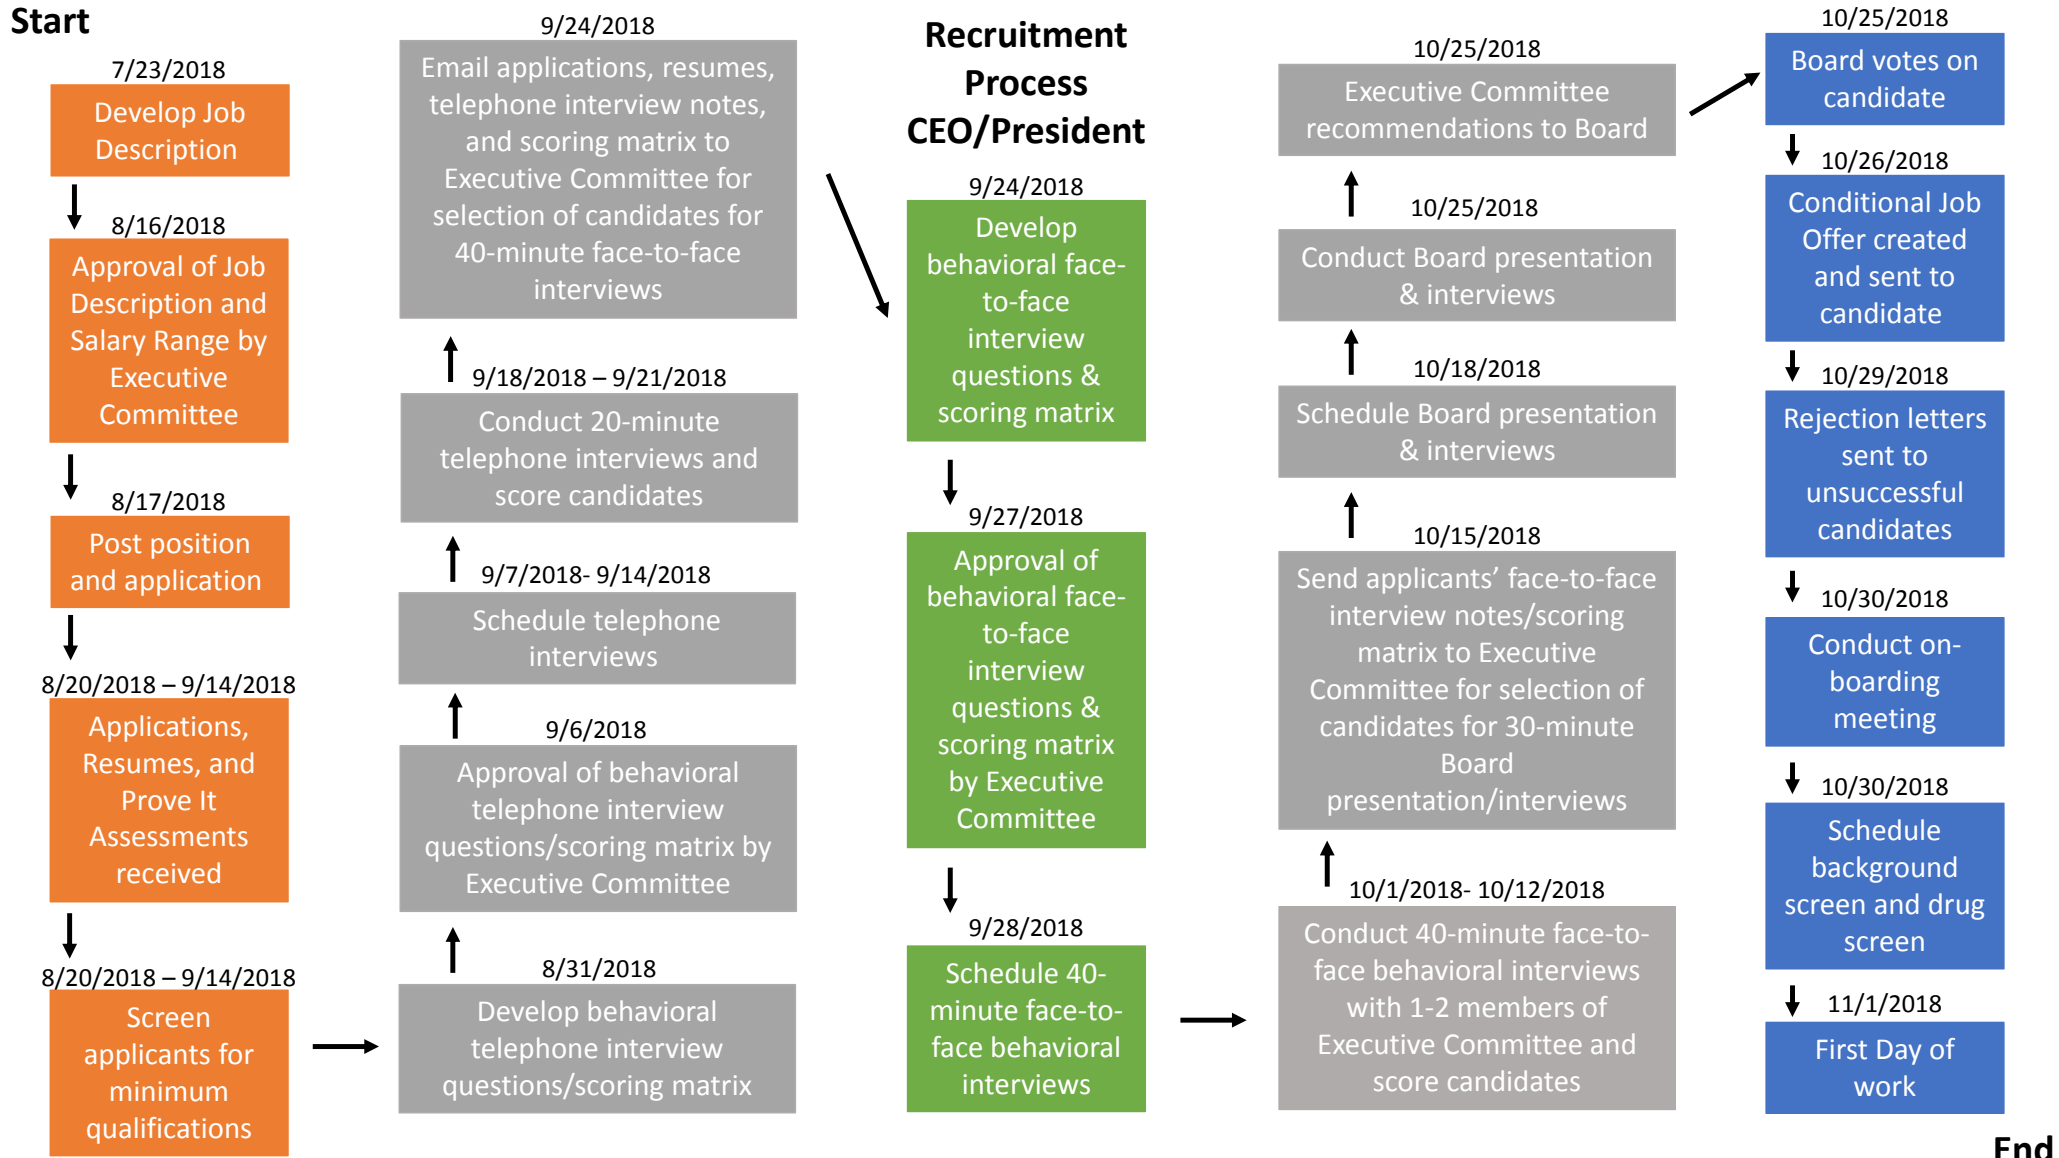 Start
7/23/2018
Develop Job
Description
8/16/2018
Approval of Job
Description and
Salary Range by
Executive
Committee
8/17/2018
Post position
and application
8/20/2018 – 9/14/2018
Applications,
Resumes, and
Prove It
Assessments
received
8/20/2018 – 9/14/2018
Screen
applicants for
minimum
qualifications
8/31/2018
Develop behavioral
telephone interview
questions/scoring matrix
9/6/2018
Approval of behavioral
telephone interview
questions/scoring matrix by
Executive Committee
9/7/2018- 9/14/2018
Schedule telephone
interviews
9/18/2018 – 9/21/2018
Conduct 20-minute
telephone interviews and
score candidates
9/24/2018
Email applications, resumes,
telephone interview notes,
and scoring matrix to
Executive Committee for
selection of candidates for
40-minute face-to-face
interviews
Recruitment
Process
CEO/President
9/24/2018
Develop
behavioral face-
to-face
interview
questions &
scoring matrix
9/27/2018
Approval of
behavioral face-
to-face
interview
questions &
scoring matrix
by Executive
Committee
9/28/2018
Schedule 40-
minute face-to-
face behavioral
interviews
10/1/2018- 10/12/2018
Conduct 40-minute face-to-
face behavioral interviews
with 1-2 members of
Executive Committee and
score candidates
10/15/2018
Send applicants’ face-to-face
interview notes/scoring
matrix to Executive
Committee for selection of
candidates for 30-minute
Board
presentation/interviews
10/18/2018
Schedule Board presentation
& interviews
10/25/2018
Conduct Board presentation
& interviews
10/25/2018
Executive Committee
recommendations to Board
10/25/2018
Board votes on
candidate
10/26/2018
Conditional Job
Offer created
and sent to
candidate
10/29/2018
Rejection letters
sent to
unsuccessful
candidates
10/30/2018
Conduct on-
boarding
meeting
10/30/2018
Schedule
background
screen and drug
screen
11/1/2018
First Day of
work
End